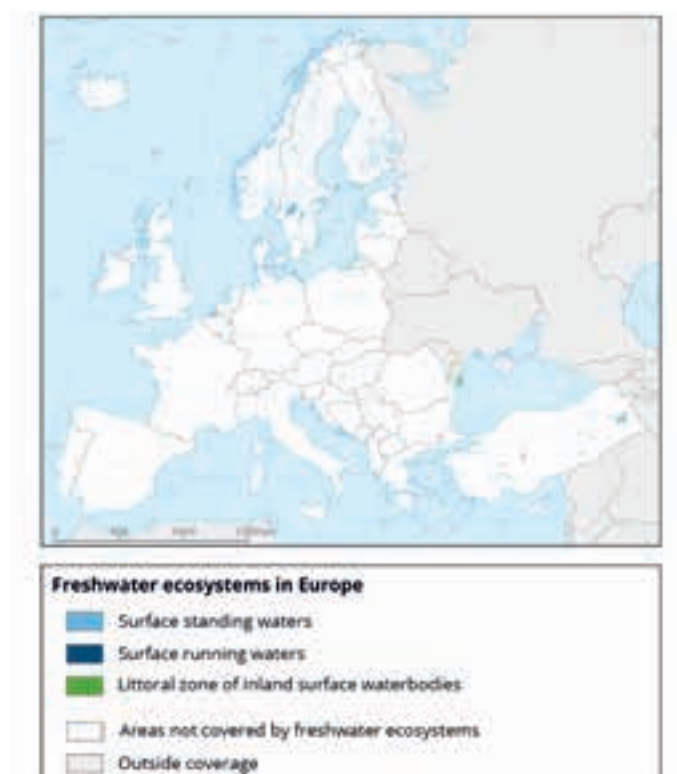 Freshwater ecosystems in Europe
Surface standing waters
Surface running waters
Littoral zone of inland surface waterbodies
Areas not covered by freshwater ecosystems
Outside coverage